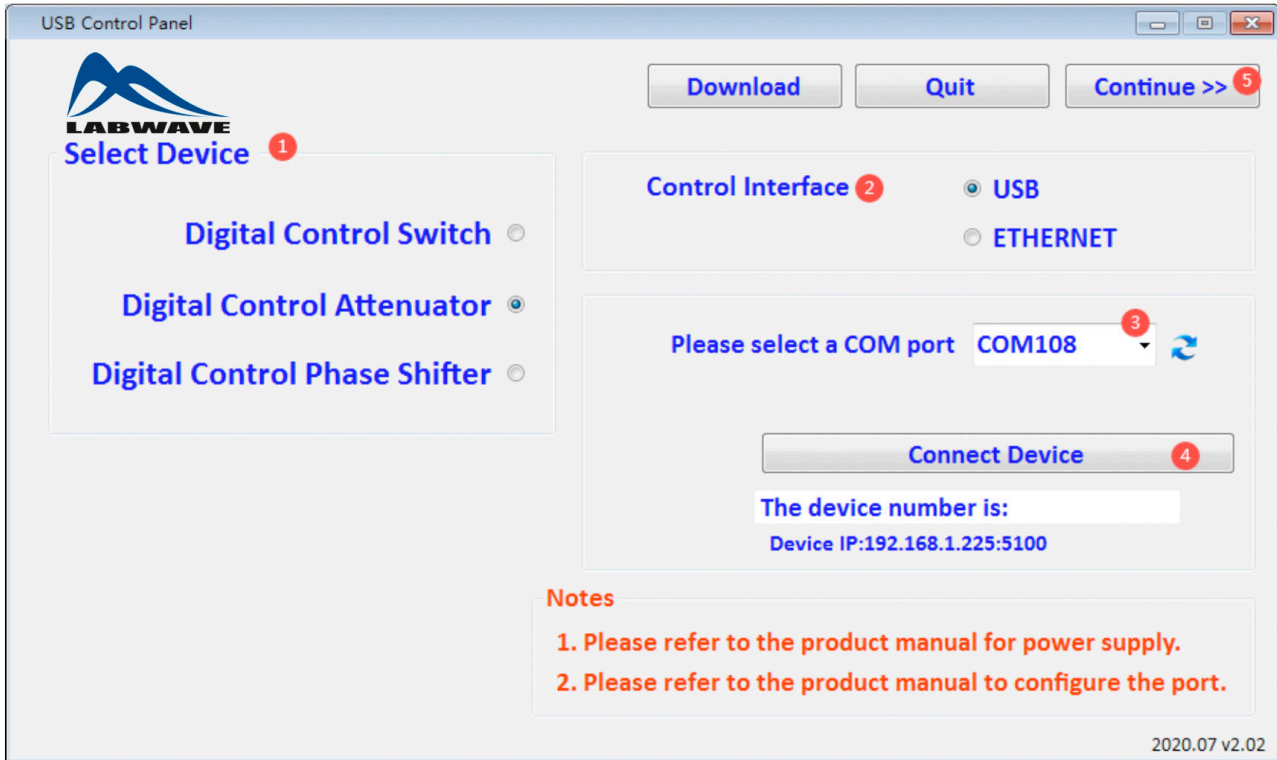 USB Control Panel
LABWAVE
Download
Quit
Continue >> 5
Select Device 1
Digital Control Switch
Digital Control Attenuator
Digital Control Phase Shifter
Control Interface 2
USB
ETHERNET
Please select a COM port COM108 3
Connect Device 4
The device number is:
Device IP:192.168.1.225:5100
Notes
1. Please refer to the product manual for power supply.
2. Please refer to the product manual to configure the port.
2020.07 v2.02